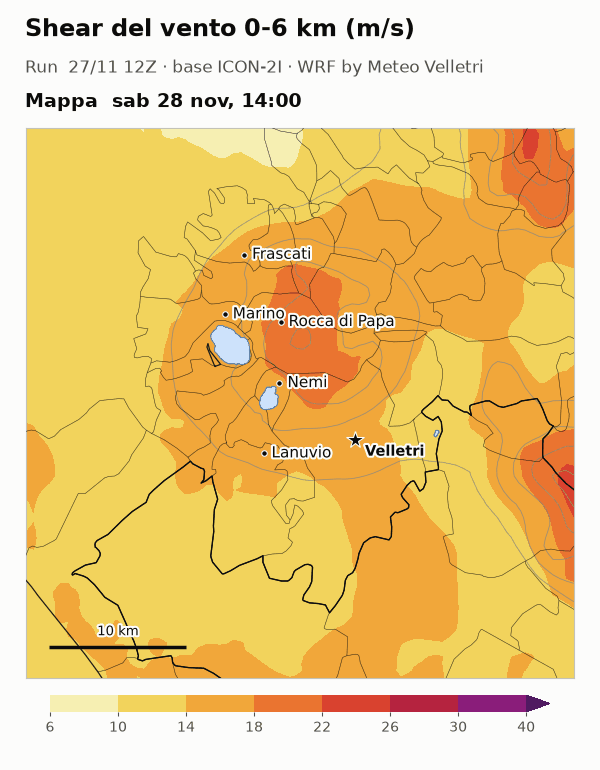 Shear del vento 0-6 km (m/s)
Run  27/11 12Z · base ICON-2I · WRF by Meteo Velletri
Mappa  sab 28 nov, 14:00
Frascati
Marino
Rocca di Papa
Nemi
Velletri
Lanuvio
10 km
6 10 14 18 22 26 30 40